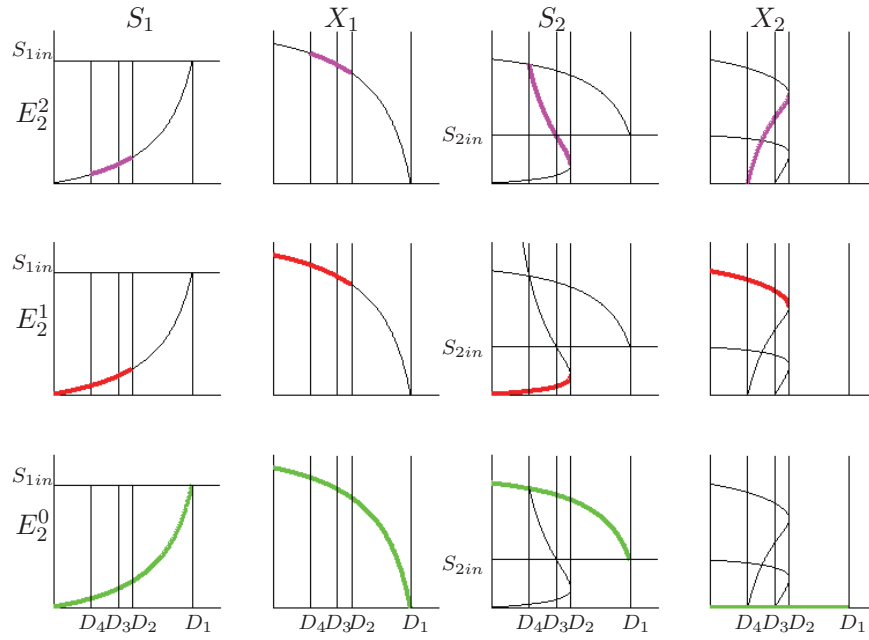 S₁ X₁ S₂ X₂
S₁ᵢₙ
E₂²
S₂ᵢₙ
S₁ᵢₙ
E₂¹
S₂ᵢₙ
S₁ᵢₙ
E₂⁰
S₂ᵢₙ
D₄D₃D₂ D₁ D₄D₃D₂ D₁ D₄D₃D₂ D₁ D₄D₃D₂ D₁